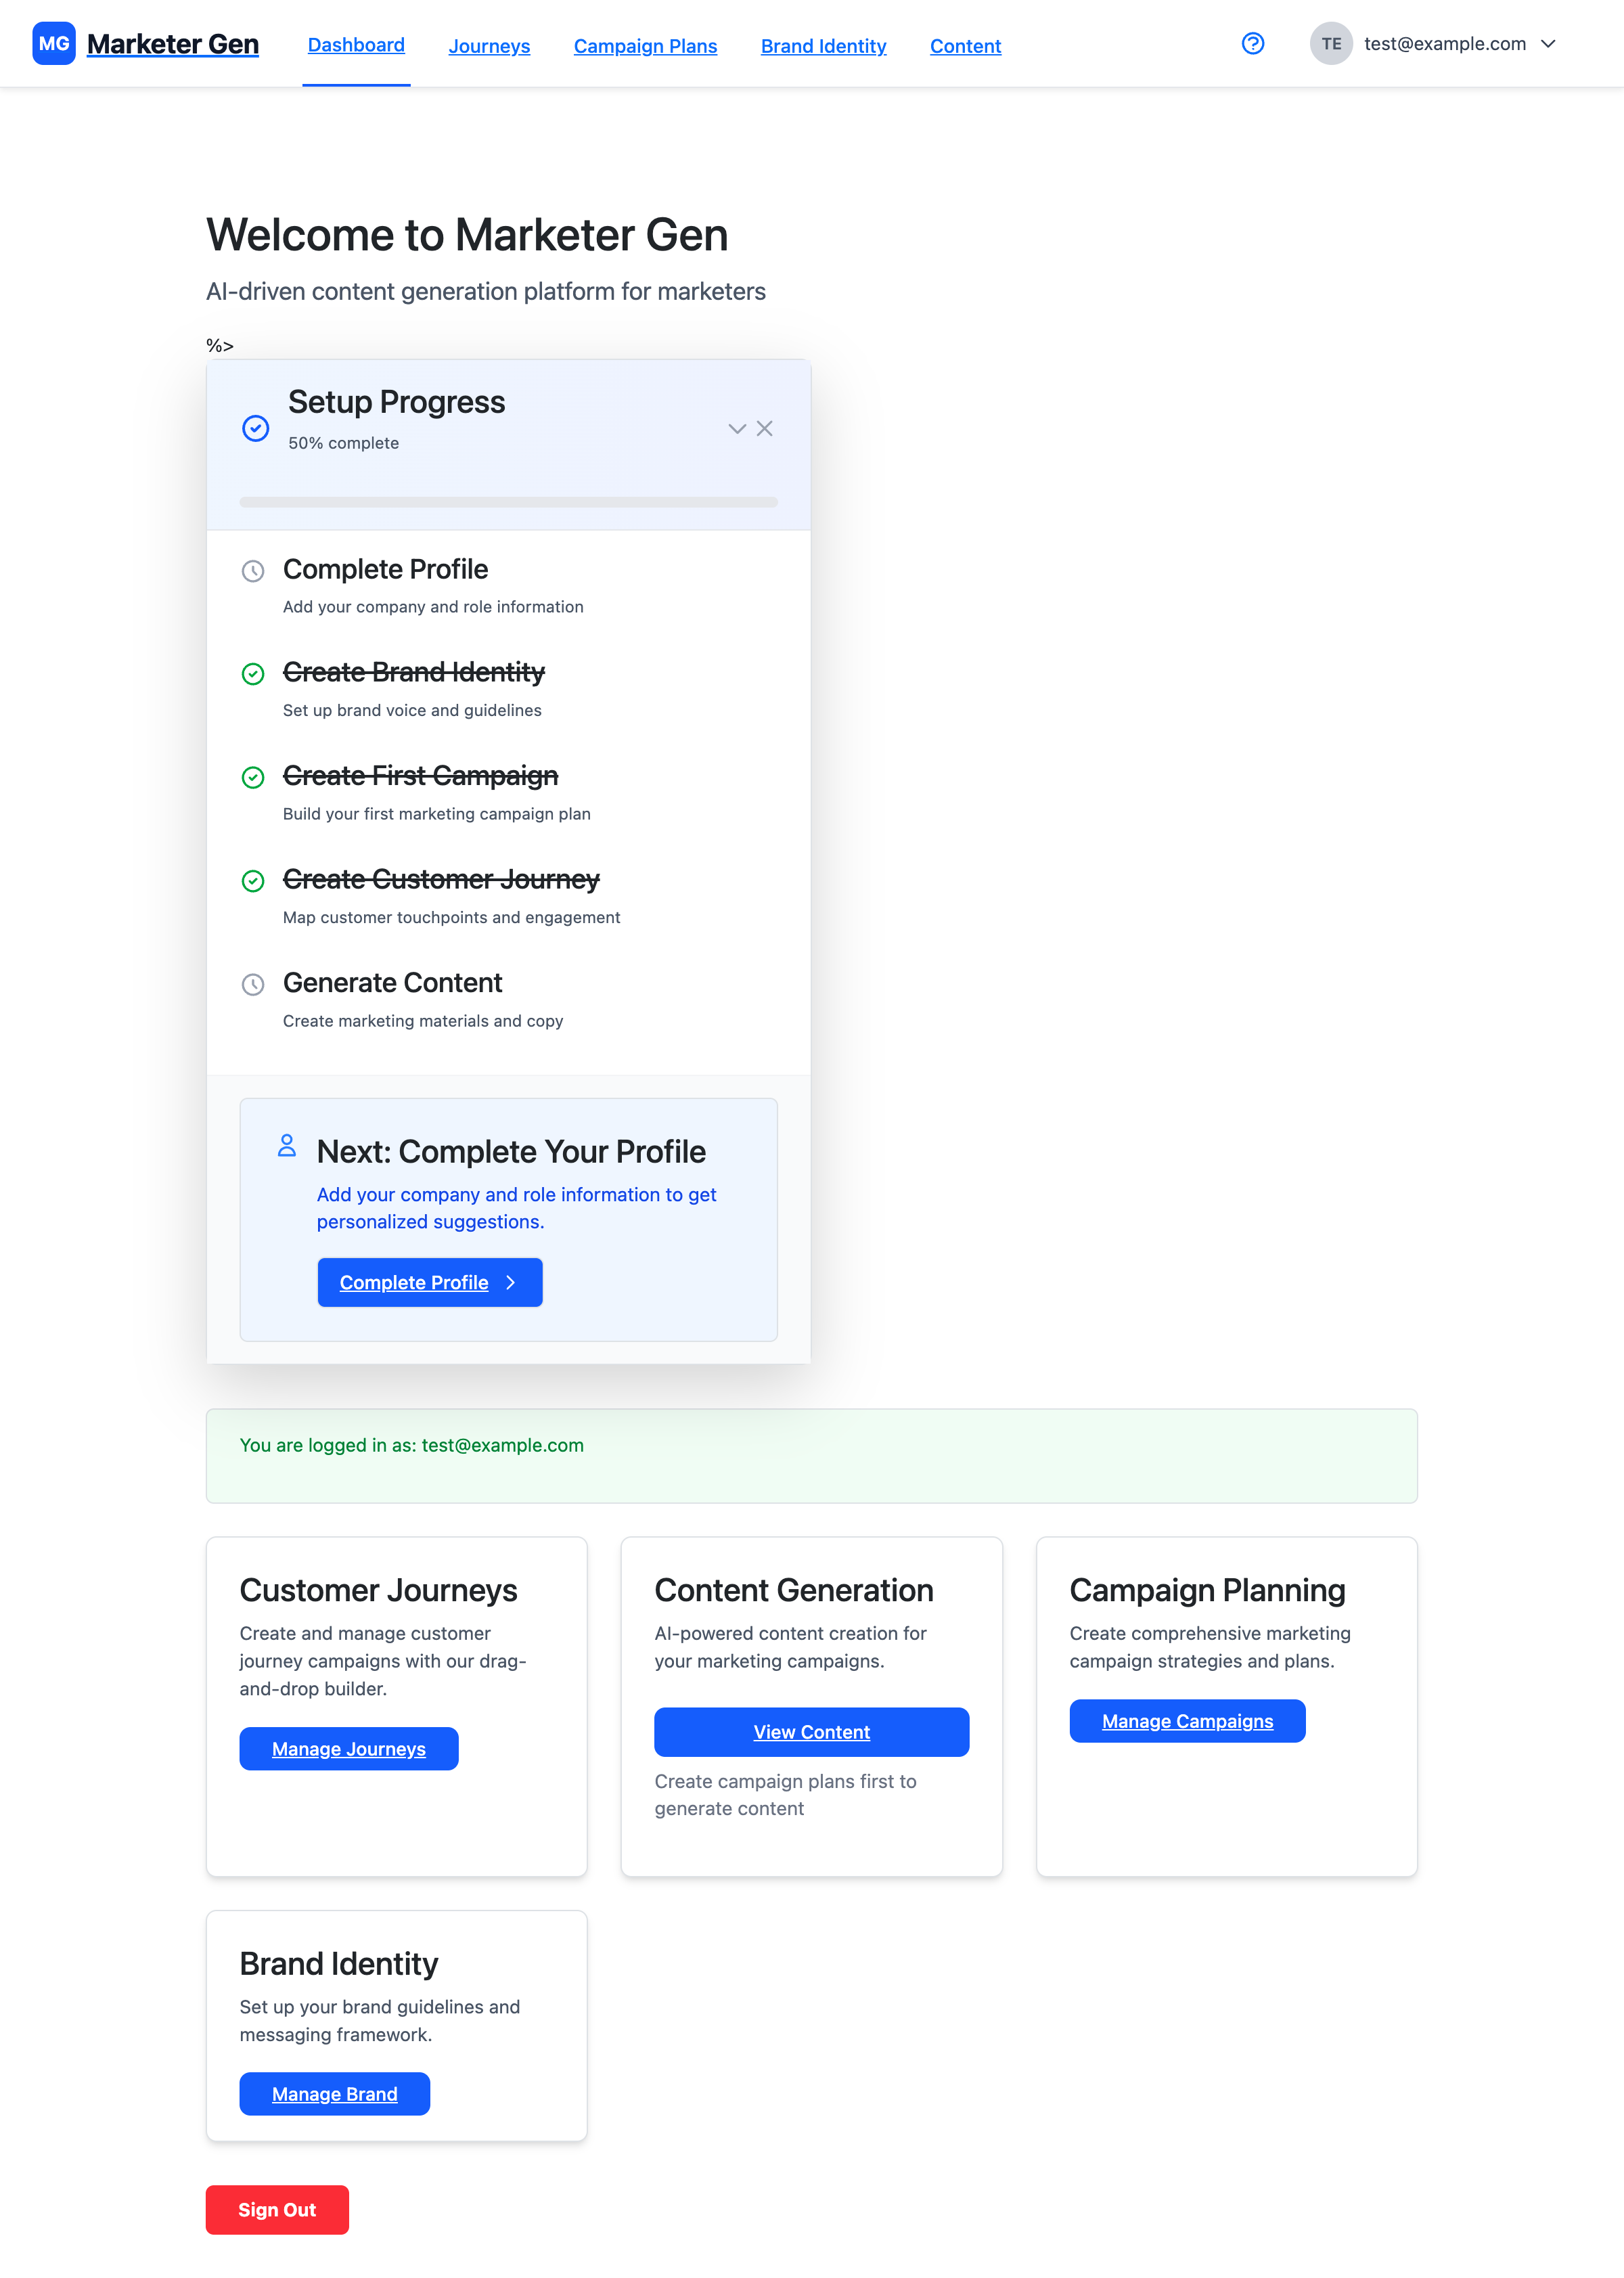 MG Marketer Gen Dashboard Journeys Campaign Plans Brand Identity Content TE test@example.com
Welcome to Marketer Gen
AI-driven content generation platform for marketers
%>
Setup Progress
50% complete
Complete Profile
Add your company and role information
Create Brand Identity
Set up brand voice and guidelines
Create First Campaign
Build your first marketing campaign plan
Create Customer Journey
Map customer touchpoints and engagement
Generate Content
Create marketing materials and copy
Next: Complete Your Profile
Add your company and role information to get
personalized suggestions.
Complete Profile
You are logged in as: test@example.com
Customer Journeys
Create and manage customer
journey campaigns with our drag-
and-drop builder.
Manage Journeys
Content Generation
AI-powered content creation for
your marketing campaigns.
View Content
Create campaign plans first to
generate content
Campaign Planning
Create comprehensive marketing
campaign strategies and plans.
Manage Campaigns
Brand Identity
Set up your brand guidelines and
messaging framework.
Manage Brand
Sign Out